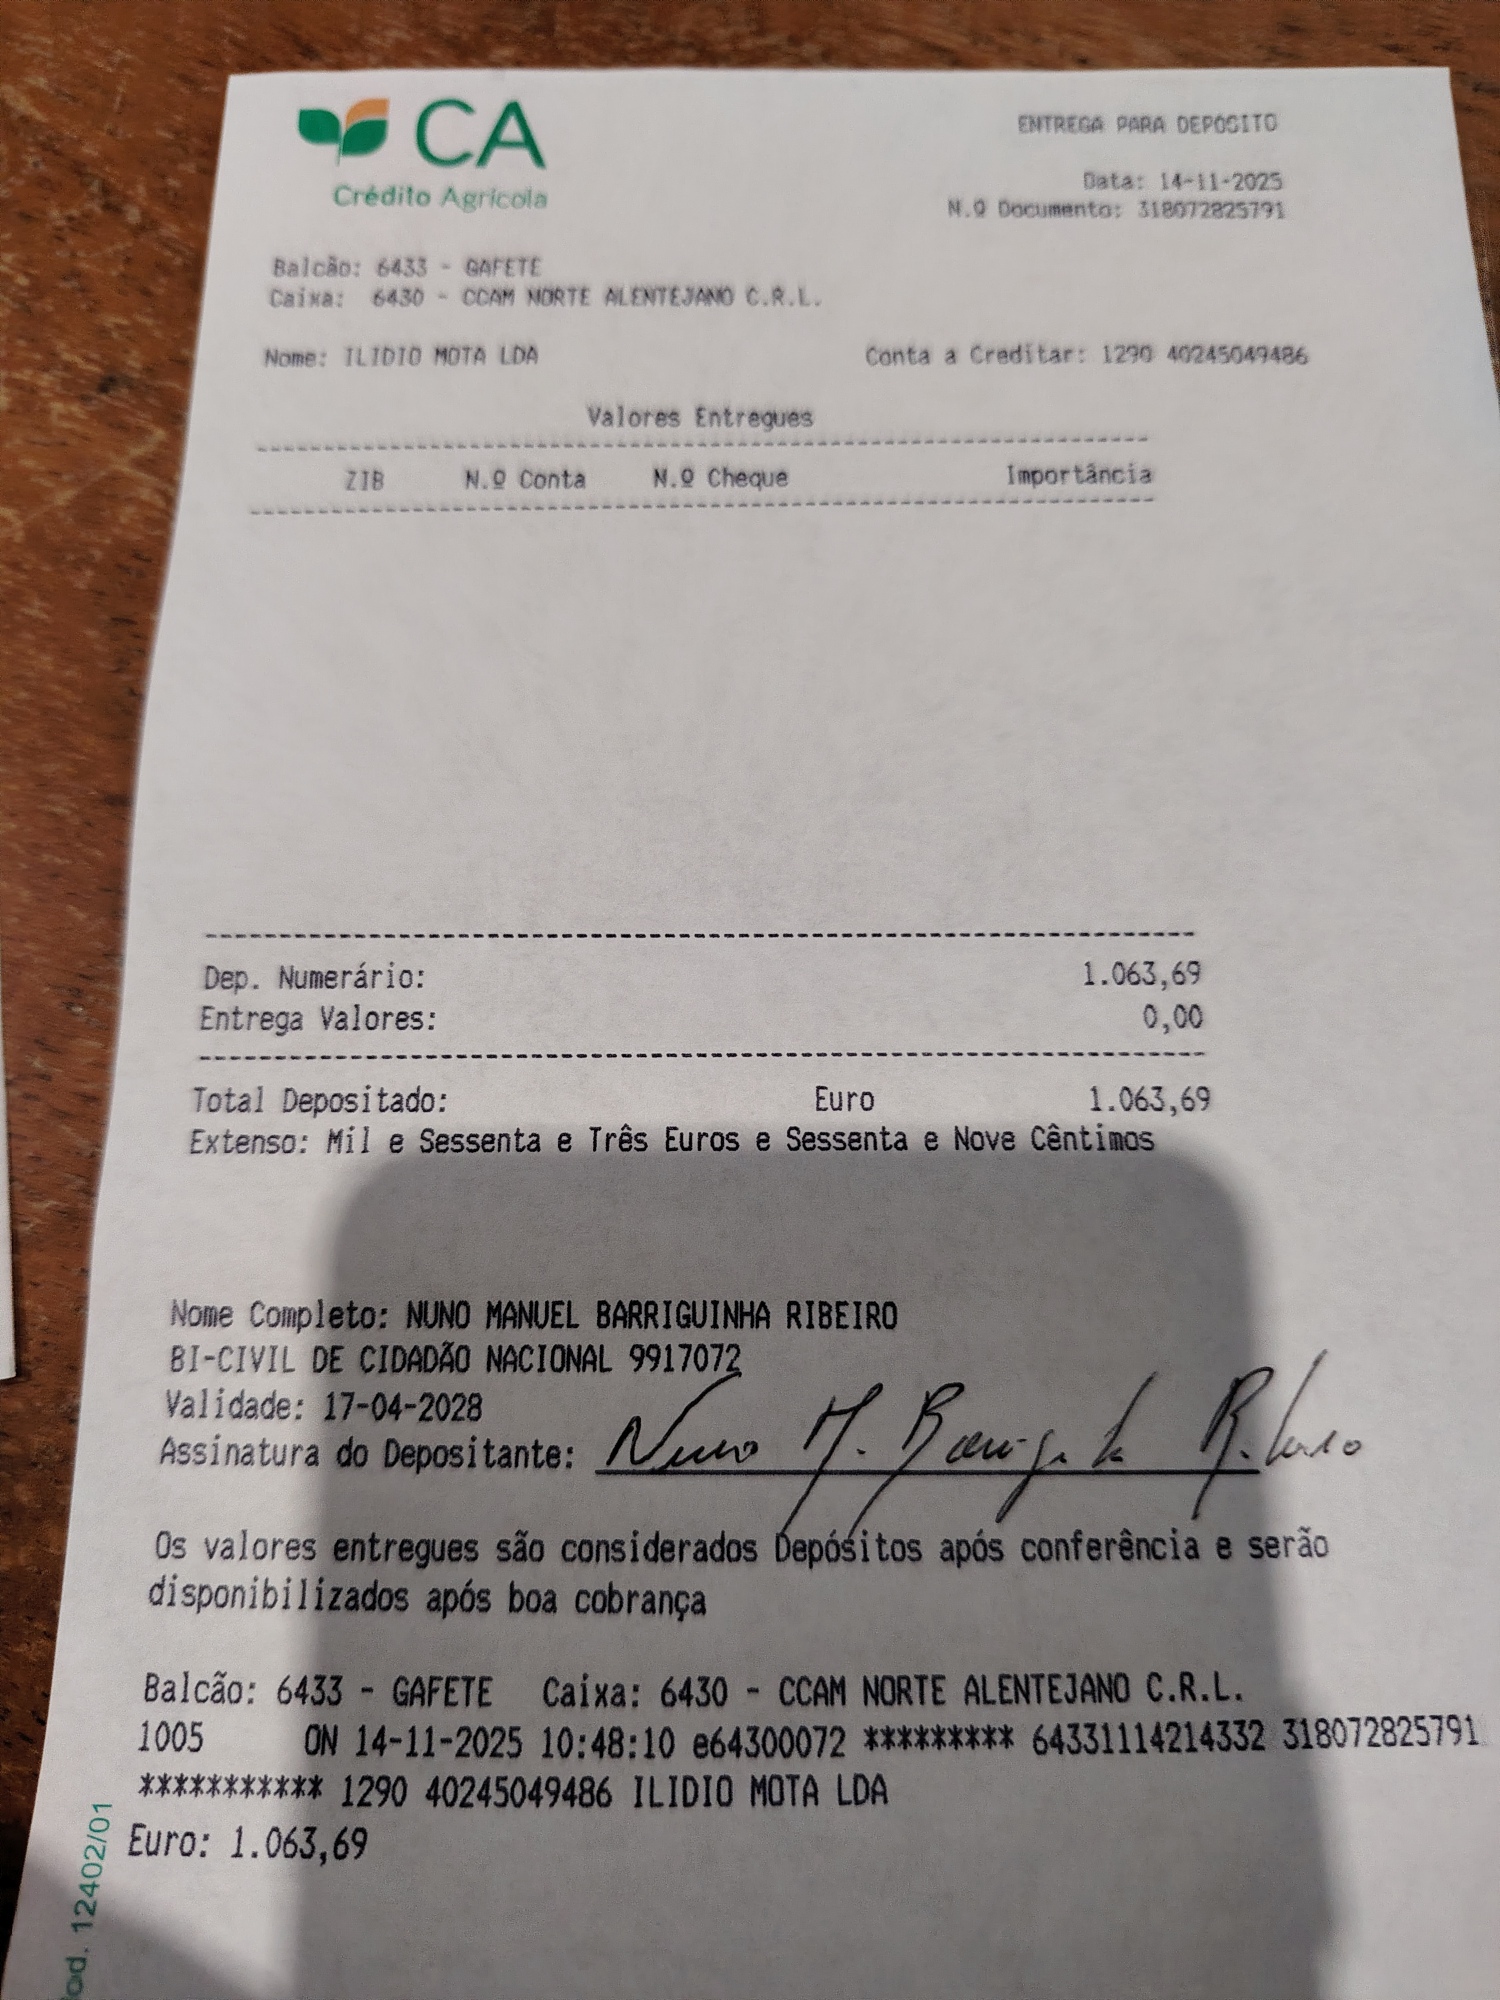 CA
Crédito Agrícola
ENTREGA PARA DEPÓSITO
Data: 14-11-2025
N.º Documento: 318072825791
Balcão: 6433 - GAFETE
Caixa: 6430 - CCAM NORTE ALENTEJANO C.R.L.
Nome: ILIDIO MOTA LDA Conta a Creditar: 1290 40245049486
Valores Entregues
ZIB N.º Conta N.º Cheque Importância
Dep. Numerário: 1.063,69
Entrega Valores: 0,00
Total Depositado: Euro 1.063,69
Extenso: Mil e Sessenta e Três Euros e Sessenta e Nove Cêntimos
Nome Completo: NUNO MANUEL BARRIGUINHA RIBEIRO
BI-CIVIL DE CIDADÃO NACIONAL 9917072
Validade: 17-04-2028
Assinatura do Depositante: Nuno M. Barriguinha Ribeiro
Os valores entregues são considerados Depósitos após conferência e serão
disponibilizados após boa cobrança
Balcão: 6433 - GAFETE Caixa: 6430 - CCAM NORTE ALENTEJANO C.R.L.
1005 ON 14-11-2025 10:48:10 e64300072 ********* 64331114214332 318072825791
*********** 1290 40245049486 ILIDIO MOTA LDA
Euro: 1.063,69
od. 12402/01